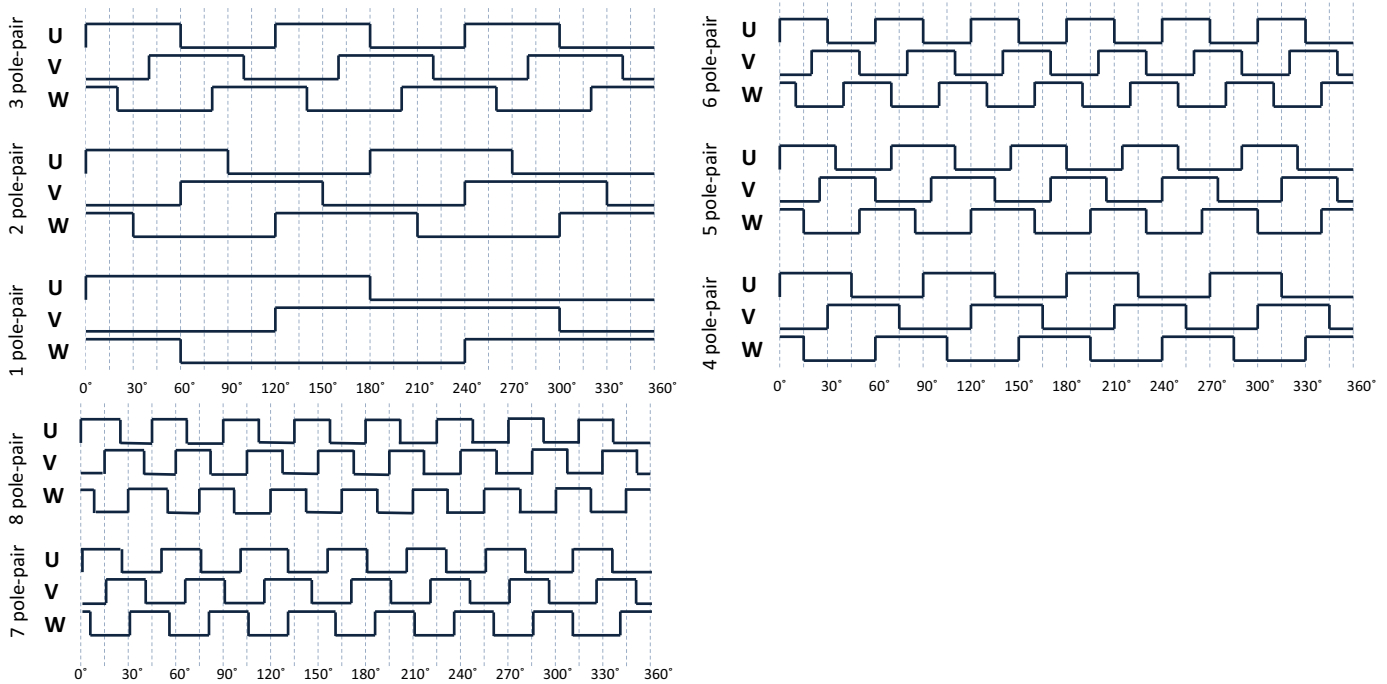 3 pole-pair
U
V
W
2 pole-pair
U
V
W
1 pole-pair
U
V
W
0˚ 30˚ 60˚ 90˚ 120˚ 150˚ 180˚ 210˚ 240˚ 270˚ 300˚ 330˚ 360˚
6 pole-pair
U
V
W
5 pole-pair
U
V
W
4 pole-pair
U
V
W
0˚ 30˚ 60˚ 90˚ 120˚ 150˚ 180˚ 210˚ 240˚ 270˚ 300˚ 330˚ 360˚
8 pole-pair
U
V
W
7 pole-pair
U
V
W
0˚ 30˚ 60˚ 90˚ 120˚ 150˚ 180˚ 210˚ 240˚ 270˚ 300˚ 330˚ 360˚